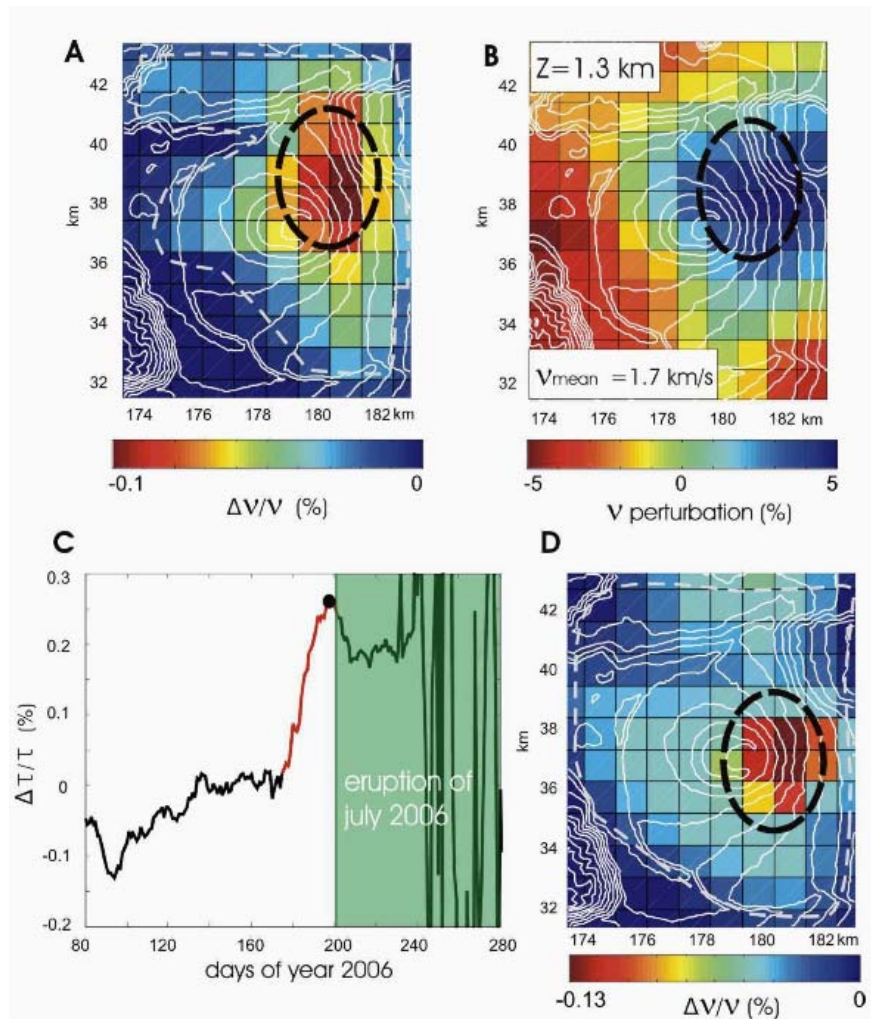 A
42
40
38
36
34
32
km
174 176 178 180 182 km
-0.1 0
Δν/ν (%)
B
Z=1.3 km
42
40
38
36
34
32
km
νmean =1.7 km/s
174 176 178 180 182 km
-5 0 5
ν perturbation (%)
C
0.3
0.2
0.1
0
-0.1
-0.2
Δτ/τ (%)
eruption of
july 2006
80 120 160 200 240 280
days of year 2006
D
42
40
38
36
34
32
km
174 176 178 180 182 km
-0.13 0
Δν/ν (%)